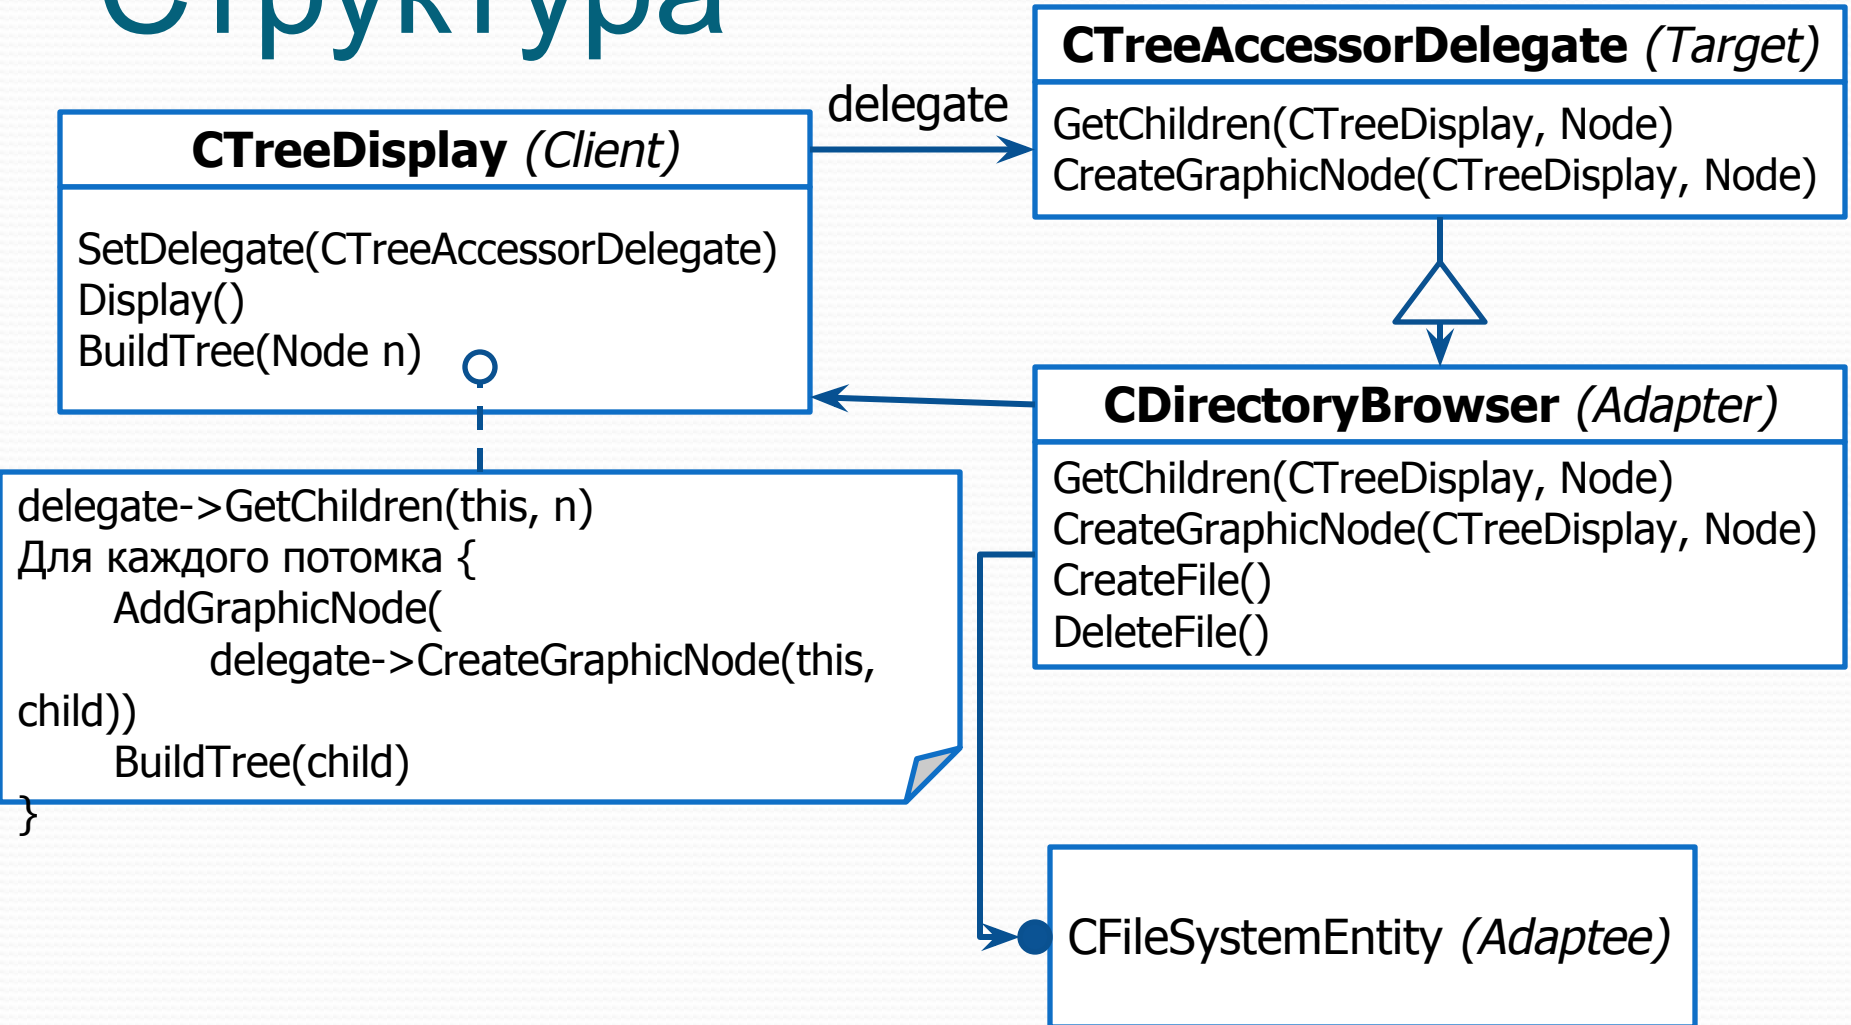 Структура
CTreeDisplay (Client)
SetDelegate(CTreeAccessorDelegate)
Display()
BuildTree(Node n)
delegate
CTreeAccessorDelegate (Target)
GetChildren(CTreeDisplay, Node)
CreateGraphicNode(CTreeDisplay, Node)
CDirectoryBrowser (Adapter)
GetChildren(CTreeDisplay, Node)
CreateGraphicNode(CTreeDisplay, Node)
CreateFile()
DeleteFile()
delegate->GetChildren(this, n)
Для каждого потомка {
AddGraphicNode(
delegate->CreateGraphicNode(this,
child))
BuildTree(child)
}
CFileSystemEntity (Adaptee)